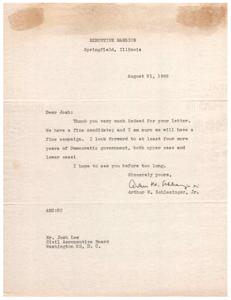 EXECUTIVE MANSION
Springfield, Illinois
August 21, 1952
Dear Josh:
Thank you very much indeed for your letter.
We have a fine candidate; and I am sure we will have a
fine campaign. I look forward to at least four more
years of Democratic government, both upper case and
lower case!
I hope to see you before too long.
Sincerely yours,
Arthur M. Schlesinger, Jr.
Arthur M. Schlesinger, Jr.
Mr. Josh Lee
Civil Aeronautics Board
Washington 25, D. C.